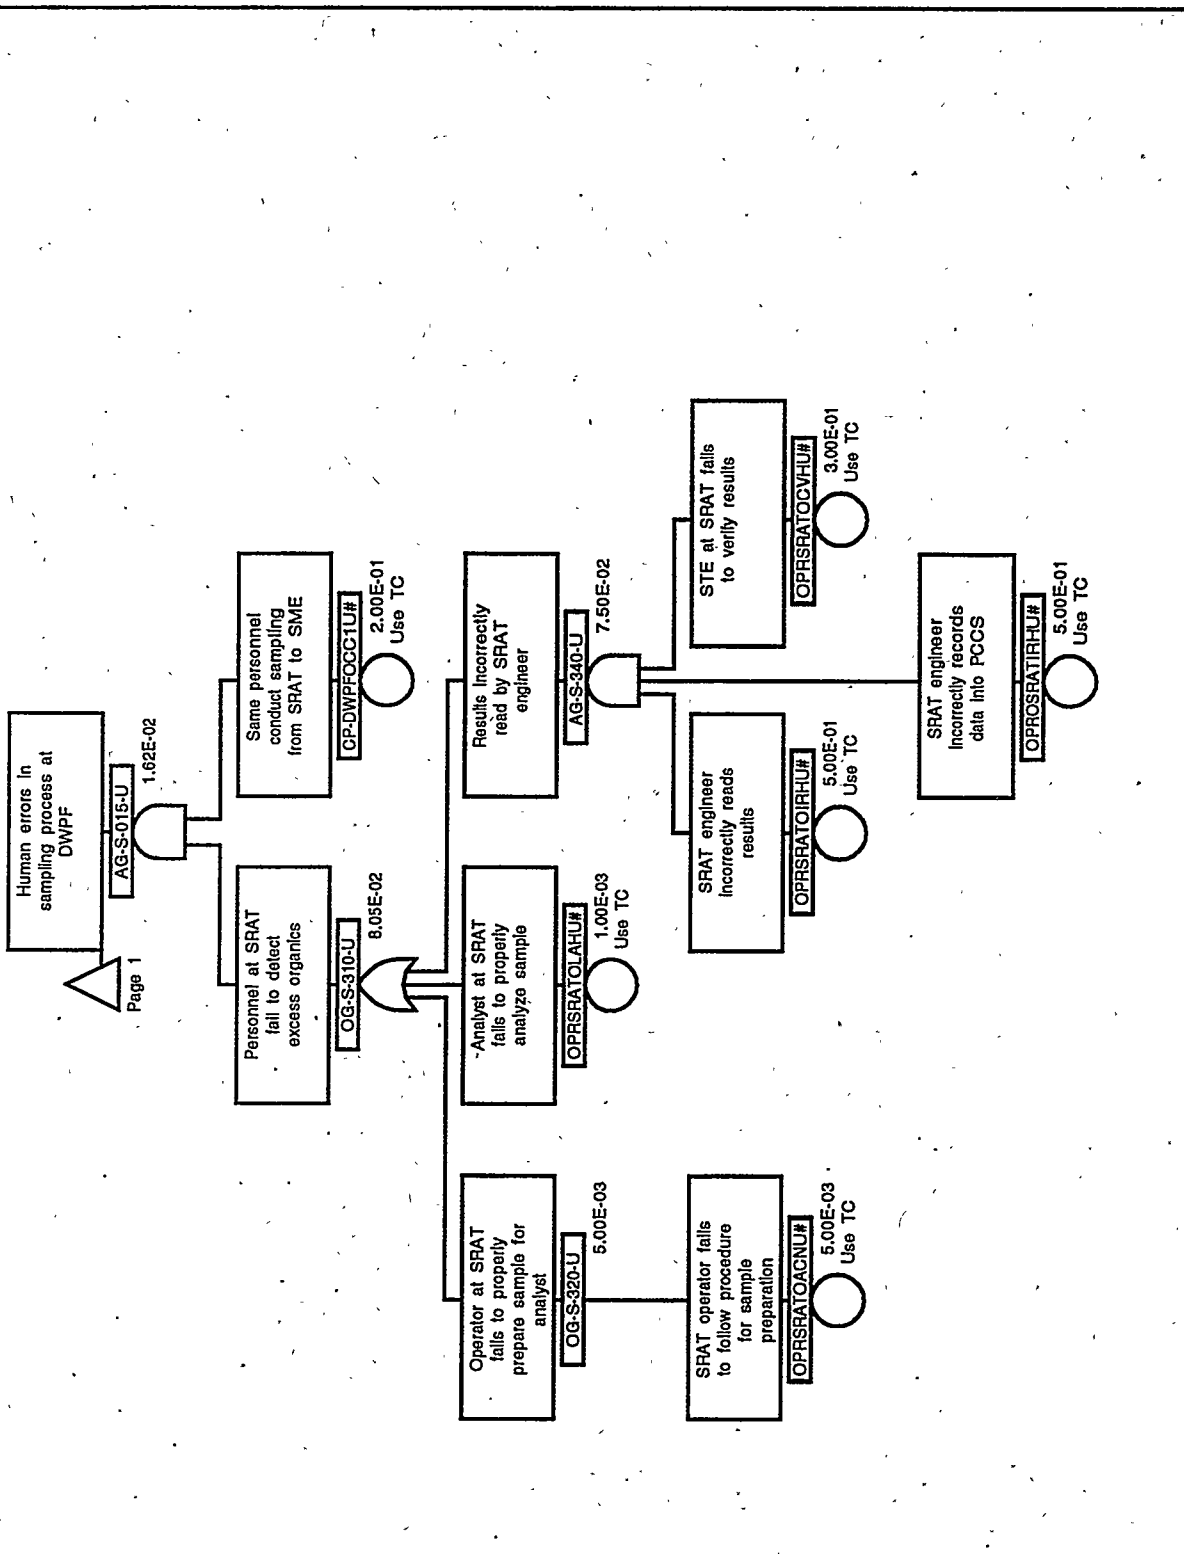 Human errors in
sampling process at
DWPF
AG-S-015-U
1.62E-02
Page 1
Personnel at SRAT
fail to detect
excess organics
OG-S-310-U
8.05E-02
Same personnel
conduct sampling
from SRAT to SME
CP-DWPFOCC1U#
2.00E-01
Use TC
Operator at SRAT
fails to properly
prepare sample for
analyst
OG-S-320-U
5.00E-03
Analyst at SRAT
fails to properly
analyze sample
OPRSRATOLAHU#
1.00E-03
Use TC
Results Incorrectly
read by SRAT
engineer
AG-S-340-U
7.50E-02
SRAT operator fails
to follow procedure
for sample
preparation
OPRSRATOACNU#
5.00E-03
Use TC
SRAT engineer
Incorrectly reads
results
OPRSRATOIRHU#
5.00E-01
Use TC
STE at SRAT fails
to verify results
OPRSRATOCVHU#
3.00E-01
Use TC
SRAT engineer
Incorrectly records
data into PCCS
OPROSRATIRHU#
5.00E-01
Use TC